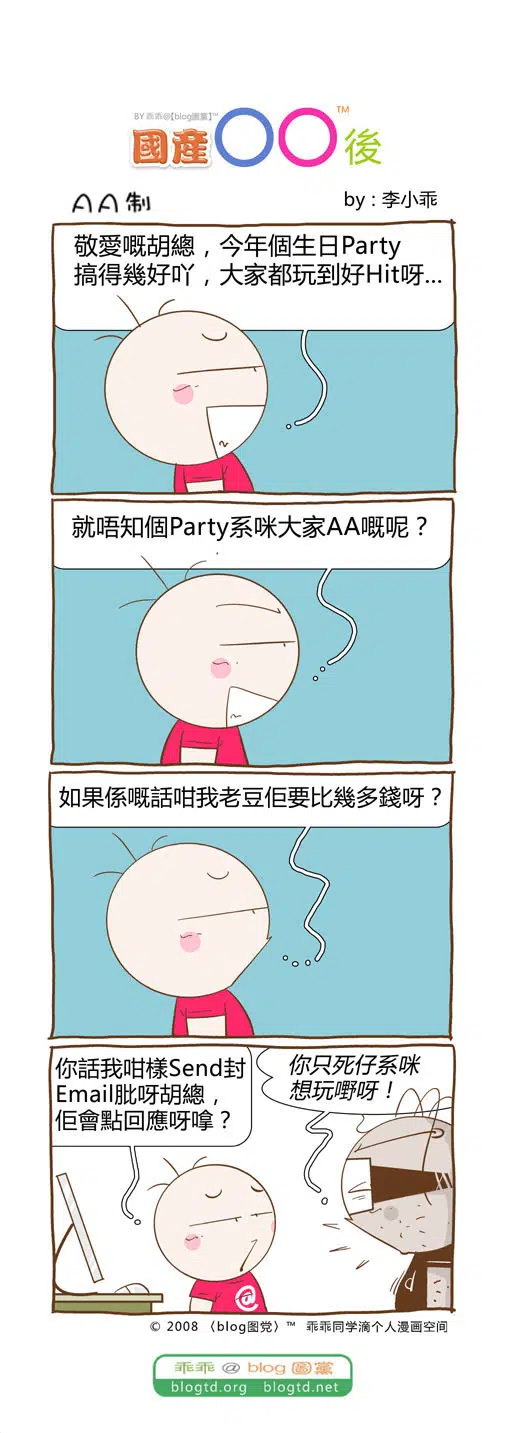 BY 乖乖@【blog圖黨】™
國產〇〇後™
AA制
by : 李小乖
敬愛嘅胡總，今年個生日Party
搞得幾好吖，大家都玩到好Hit呀...
就唔知個Party系咪大家AA嘅呢？
如果係嘅話咁我老豆佢要比幾多錢呀？
你話我咁樣Send封
Email肶呀胡總，
佢會點回應呀嗱？
你只死仔系咪
想玩嘢呀！
© 2008 〈blog图党〉™ 乖乖同学滴个人漫画空间
乖乖 @ blog 圖黨
blogtd.org blogtd.net